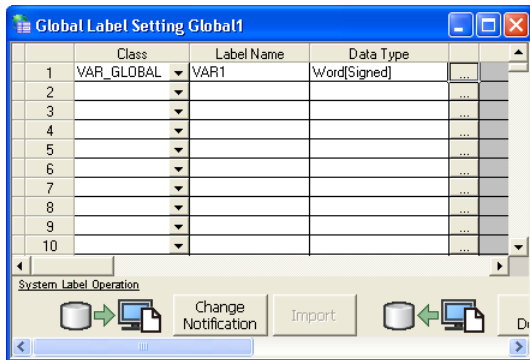 Global Label Setting Global1
Class Label Name Data Type
1 VAR_GLOBAL VAR1 Word[Signed] ...
2 ...
3 ...
4 ...
5 ...
6 ...
7 ...
8 ...
9 ...
10 ...
System Label Operation
Change
Notification
Import